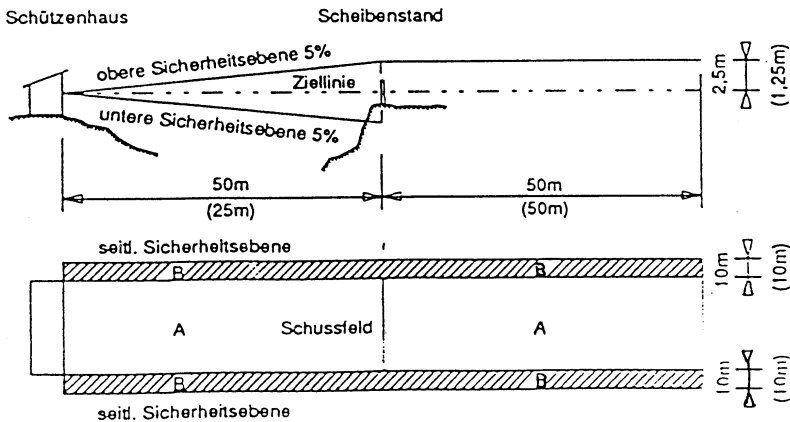 Schützenhaus
Scheibenstand
obere Sicherheitsebene 5%
Ziellinie
untere Sicherheitsebene 5%
2,5m
(1,25m)
50m
(25m)
50m
(50m)
seitl. Sicherheitsebene
B
B
10m
(10m)
A
Schussfeld
A
B
B
10m
(10m)
seitl. Sicherheitsebene